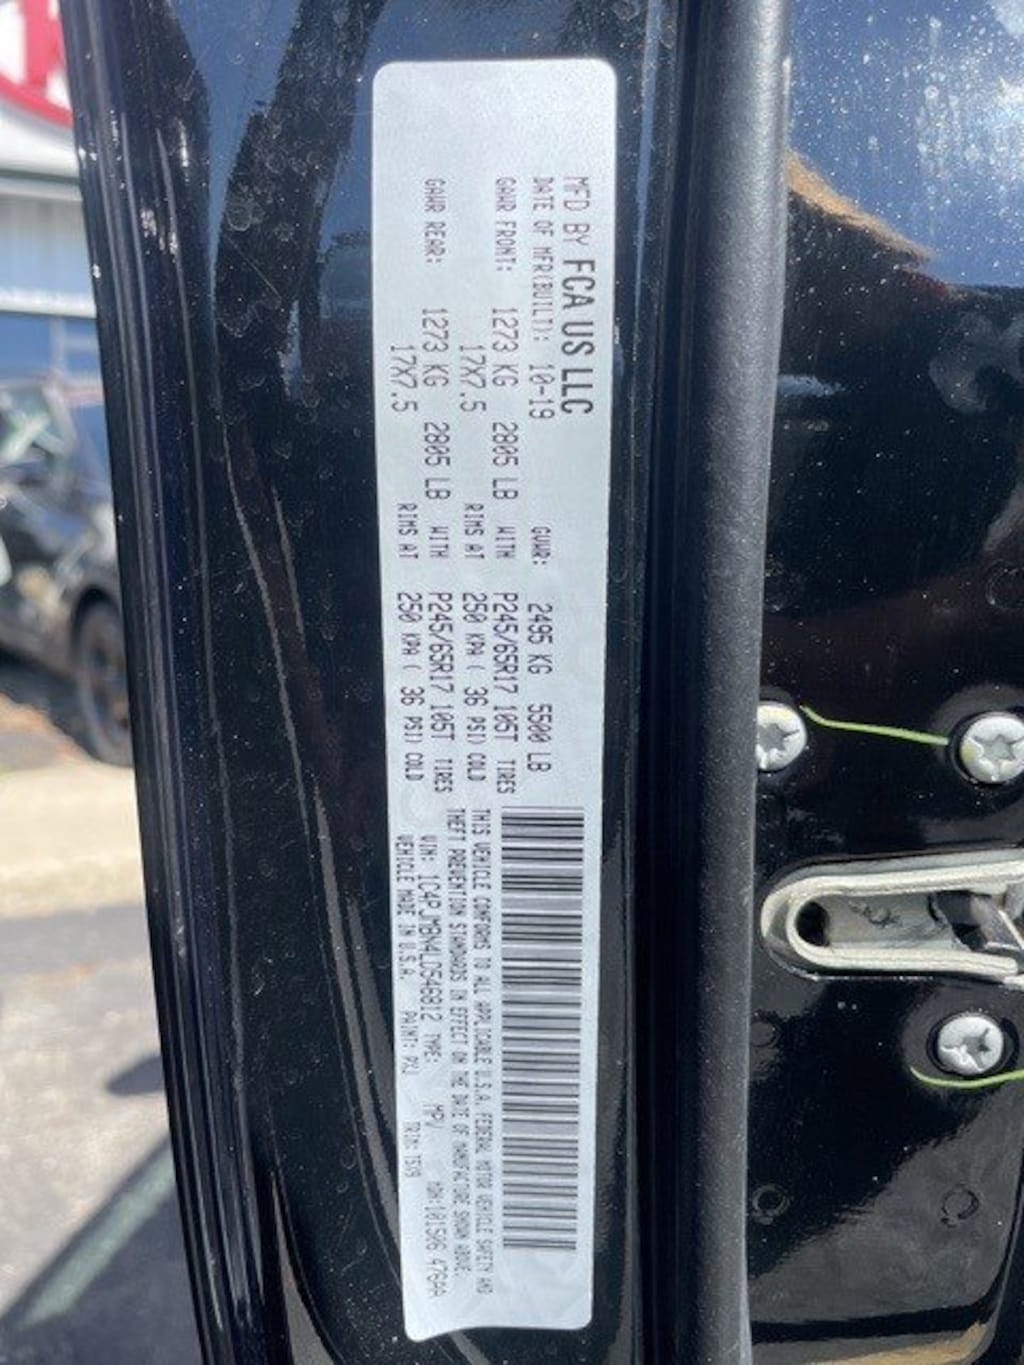 MFD BY FCA US LLC
DATE OF MFR(BUILT): 10-19 GVWR: 2495 KG 5500 LB
GAWR FRONT: 1273 KG 2805 LB WITH P245/65R17 105T TIRES
17X7.5 RIMS AT 250 KPA ( 36 PSI) COLD
GAWR REAR: 1273 KG 2805 LB WITH P245/65R17 105T TIRES
17X7.5 RIMS AT 250 KPA ( 36 PSI) COLD
THIS VEHICLE CONFORMS TO ALL APPLICABLE U.S.A. FEDERAL MOTOR VEHICLE SAFETY AND
THEFT PREVENTION STANDARDS IN EFFECT ON THE DATE OF MANUFACTURE SHOWN ABOVE.
VIN: 1C4PJMBN4LD546812 TYPE: MPV
VEHICLE MADE IN U.S.A. PAINT: PXJ TRIM: T5X9